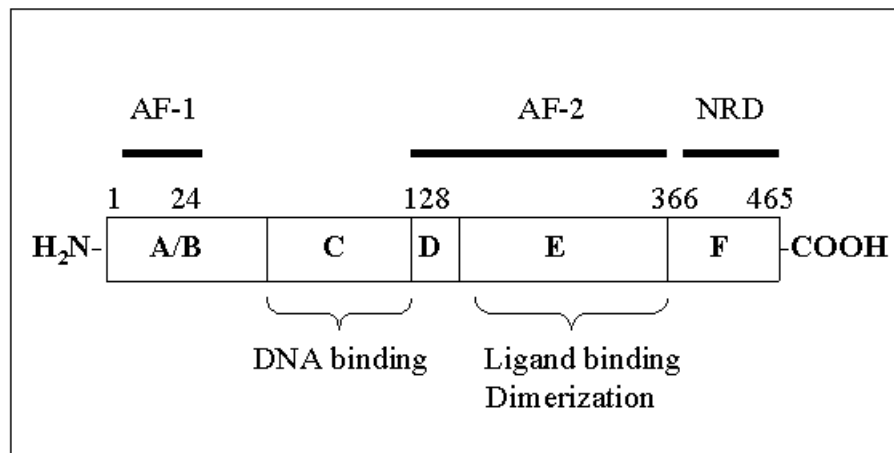 AF-1 AF-2 NRD
1 24 128 366 465
H₂N- A/B C D E F -COOH
DNA binding Ligand binding
Dimerization